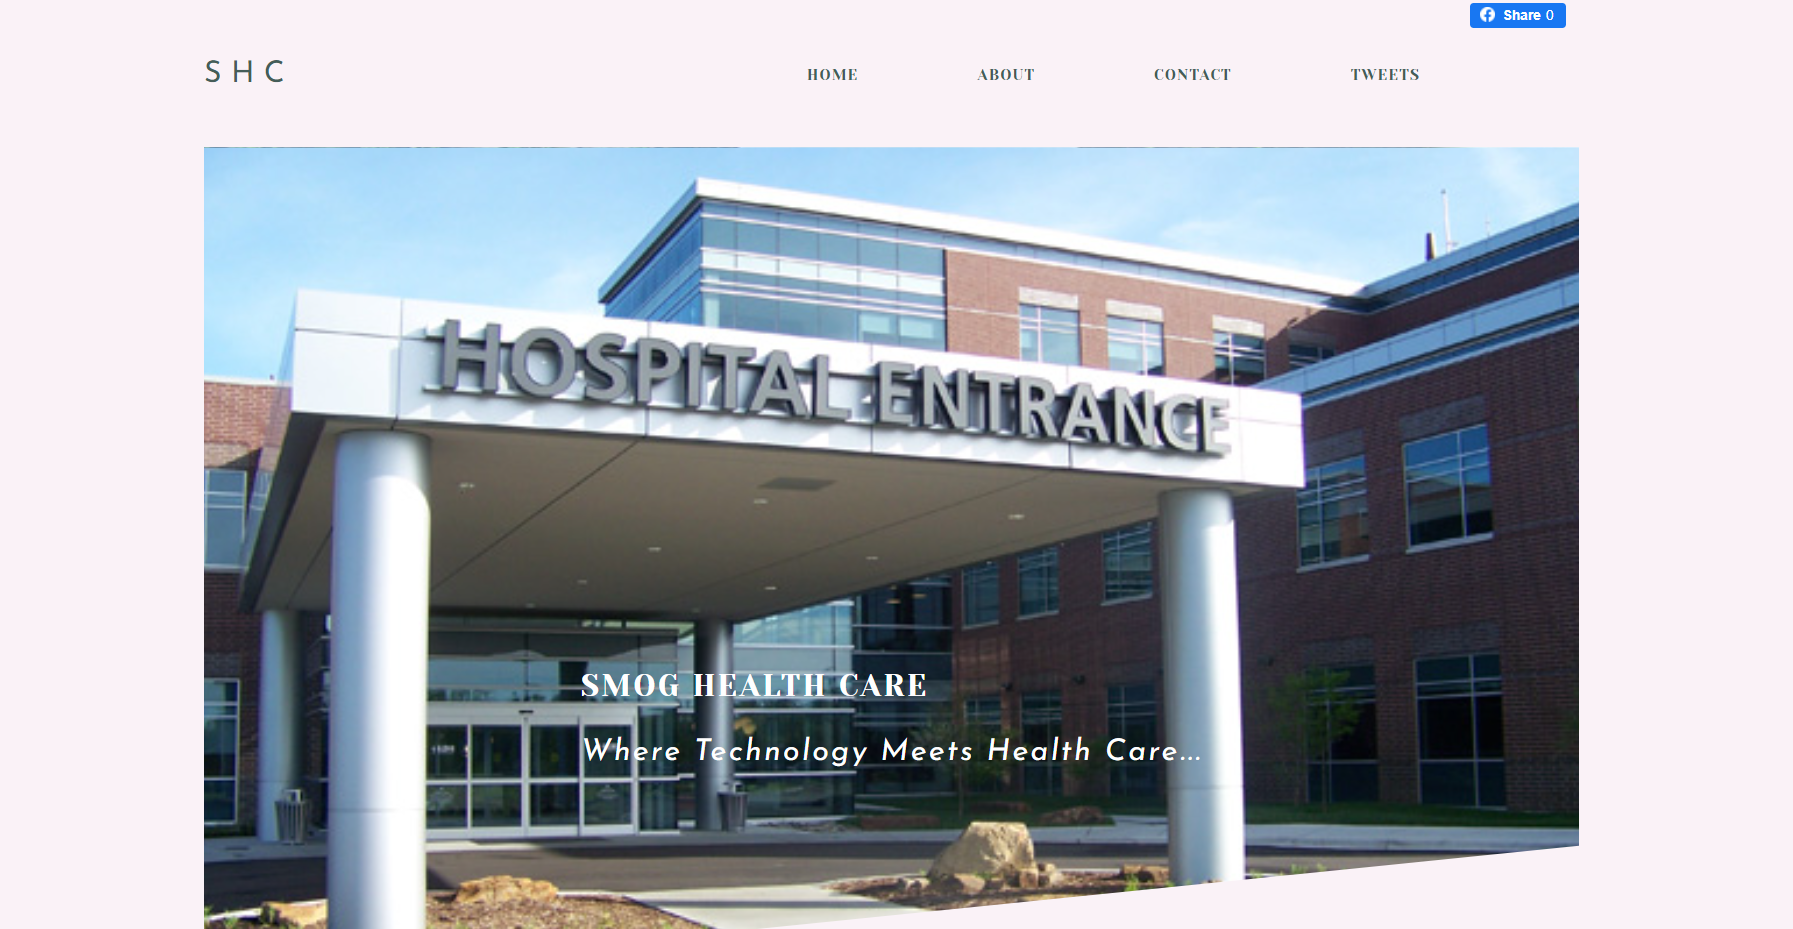 Share 0
SHC
HOME ABOUT CONTACT TWEETS
HOSPITAL ENTRANCE
SMOG HEALTH CARE
Where Technology Meets Health Care...